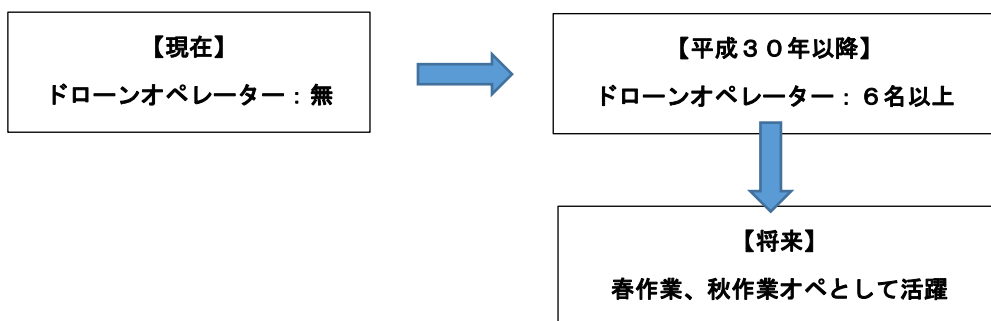 【現在】
ドローンオペレーター：無
【平成３０年以降】
ドローンオペレーター：６名以上
【将来】
春作業、秋作業オペとして活躍